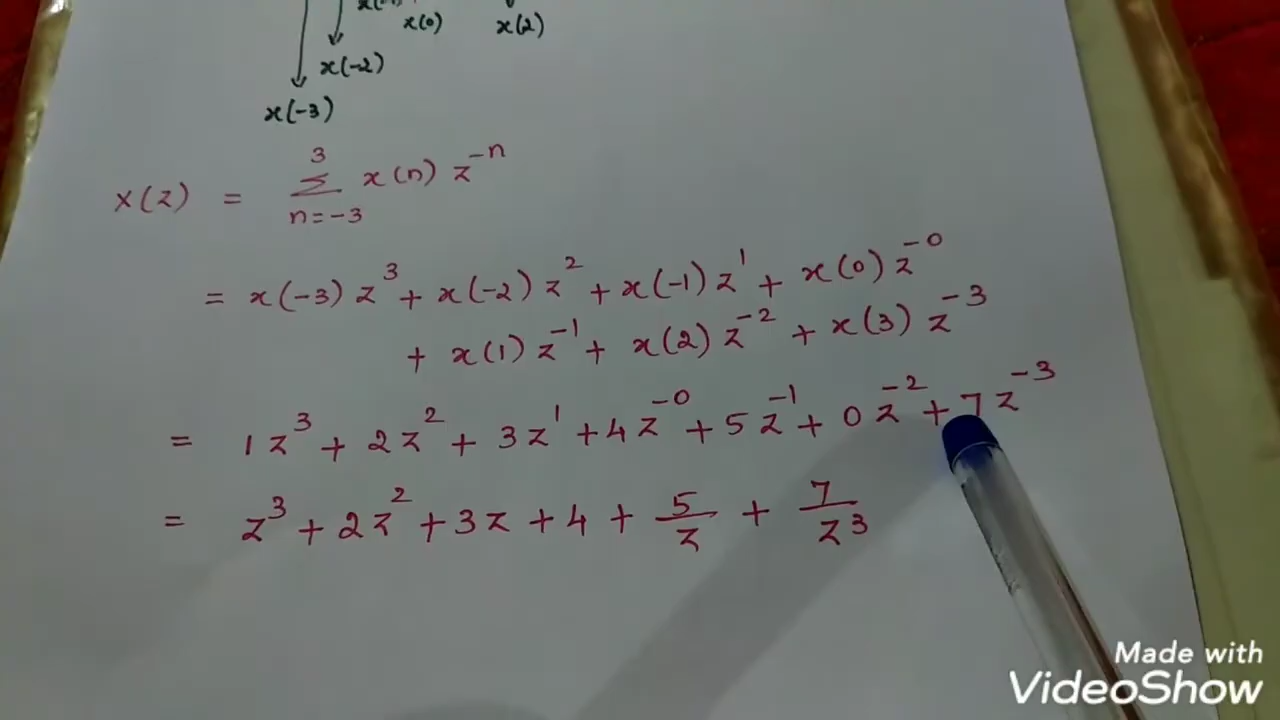 x(0) x(2)
x(-2)
x(-3)
X(z) = 3 Σ n=-3 x(n) z^-n
= x(-3) z^3 + x(-2) z^2 + x(-1) z^1 + x(0) z^-0
+ x(1) z^-1 + x(2) z^-2 + x(3) z^-3
= 1z^3 + 2z^2 + 3z^1 + 4z^-0 + 5z^-1 + 0z^-2 + 7z^-3
= z^3 + 2z^2 + 3z + 4 + 5/z + 7/z^3
Made with
VideoShow